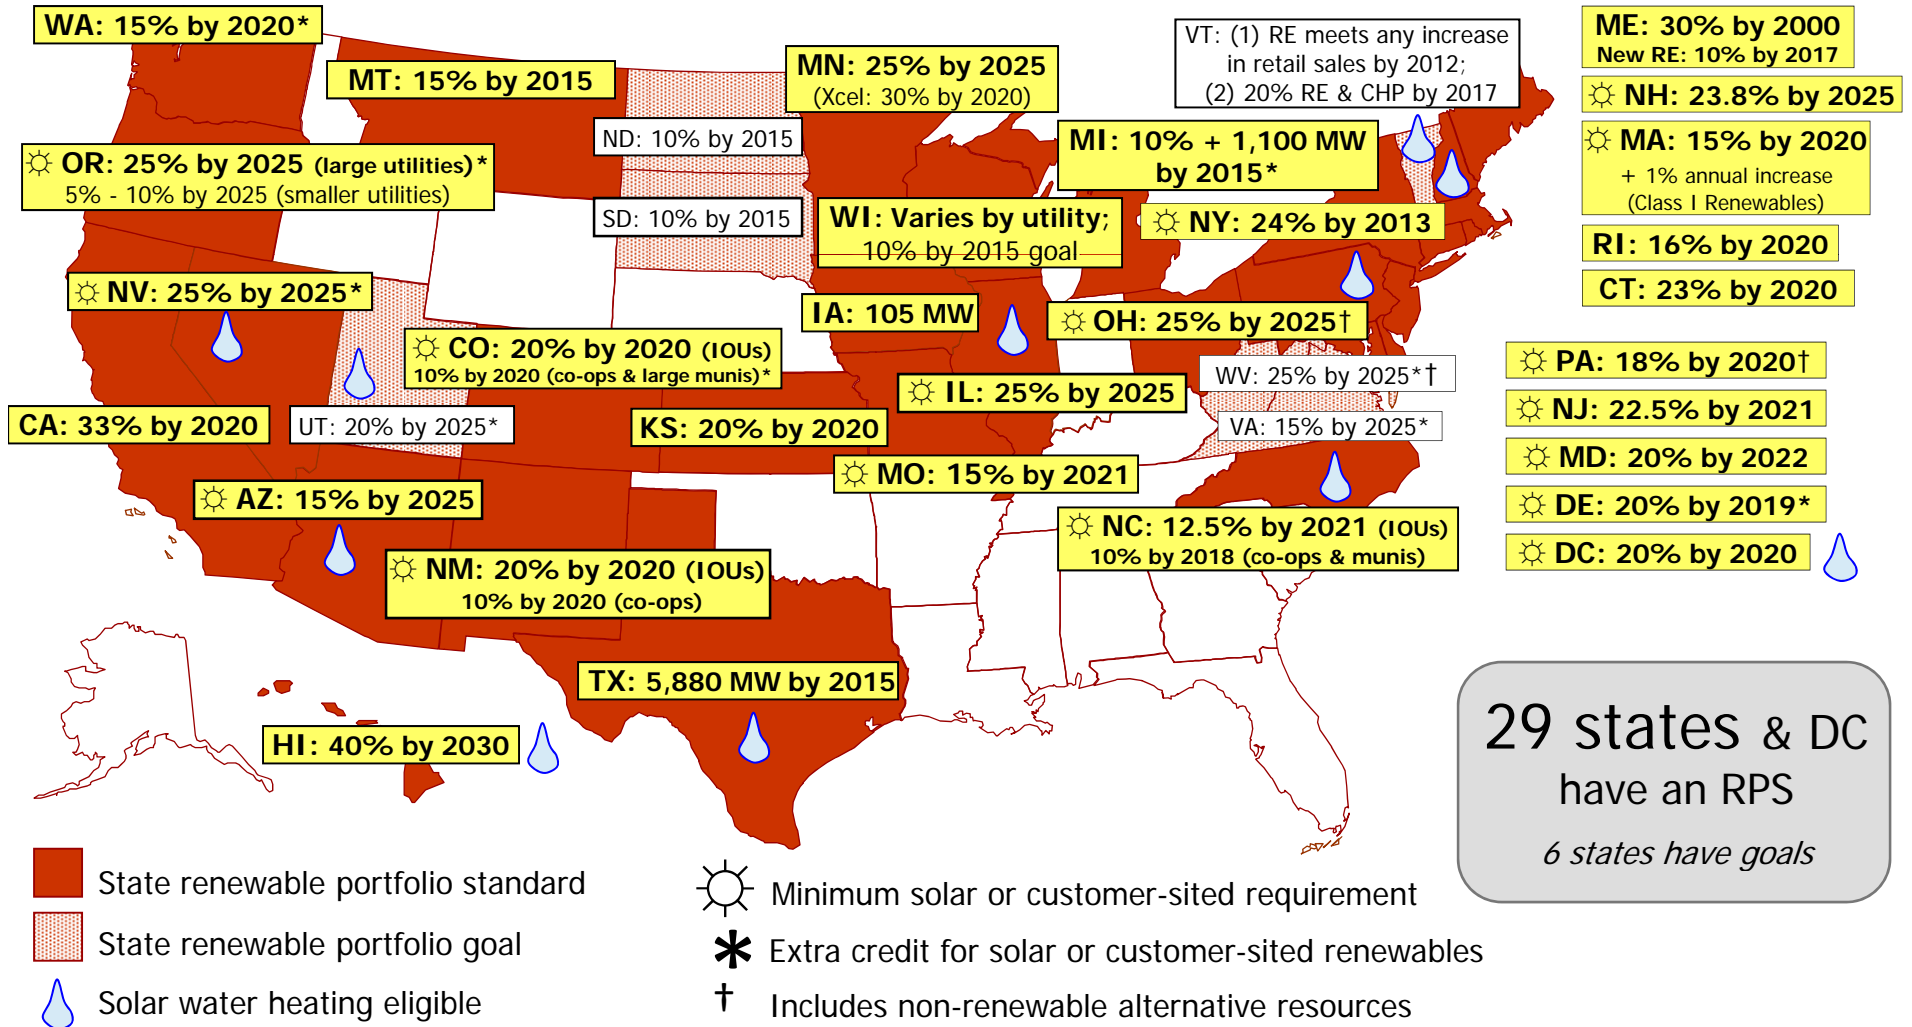 WA: 15% by 2020*
MT: 15% by 2015
MN: 25% by 2025
(Xcel: 30% by 2020)
VT: (1) RE meets any increase
in retail sales by 2012;
(2) 20% RE & CHP by 2017
ME: 30% by 2000
New RE: 10% by 2017
☼ NH: 23.8% by 2025
ND: 10% by 2015
MI: 10% + 1,100 MW
by 2015*
☼ MA: 15% by 2020
+ 1% annual increase
(Class I Renewables)
☼ OR: 25% by 2025 (large utilities)*
5% - 10% by 2025 (smaller utilities)
SD: 10% by 2015
WI: Varies by utility;
10% by 2015 goal
☼ NY: 24% by 2013
RI: 16% by 2020
CT: 23% by 2020
☼ NV: 25% by 2025*
IA: 105 MW
☼ OH: 25% by 2025†
☼ CO: 20% by 2020 (IOUs)
10% by 2020 (co-ops & large munis)*
WV: 25% by 2025*†
☼ PA: 18% by 2020†
☼ IL: 25% by 2025
☼ NJ: 22.5% by 2021
CA: 33% by 2020
UT: 20% by 2025*
KS: 20% by 2020
VA: 15% by 2025*
☼ MD: 20% by 2022
☼ MO: 15% by 2021
☼ AZ: 15% by 2025
☼ DE: 20% by 2019*
☼ NC: 12.5% by 2021 (IOUs)
10% by 2018 (co-ops & munis)
☼ DC: 20% by 2020
☼ NM: 20% by 2020 (IOUs)
10% by 2020 (co-ops)
TX: 5,880 MW by 2015
HI: 40% by 2030
29 states & DC
have an RPS
6 states have goals
State renewable portfolio standard
State renewable portfolio goal
Solar water heating eligible
☼ Minimum solar or customer-sited requirement
* Extra credit for solar or customer-sited renewables
† Includes non-renewable alternative resources